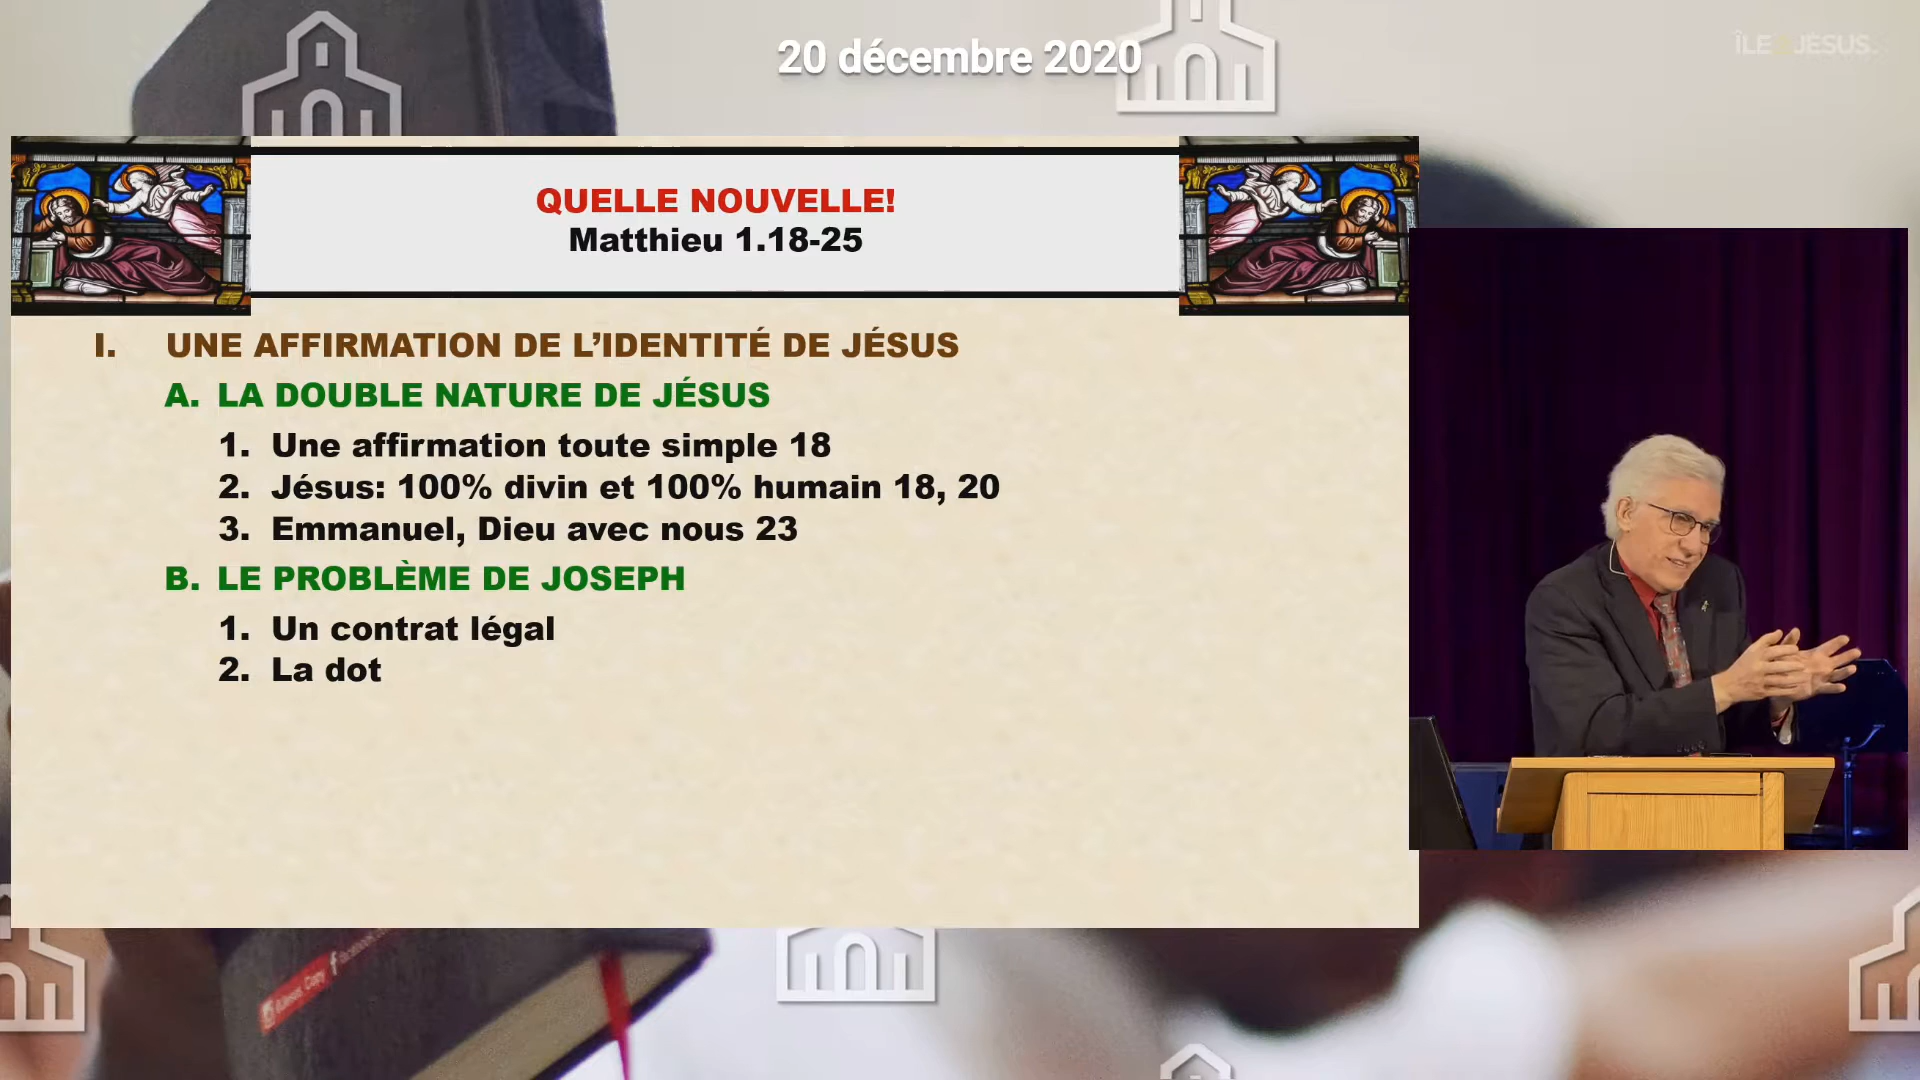 20 décembre 2020
QUELLE NOUVELLE!
Matthieu 1.18-25
I. UNE AFFIRMATION DE L’IDENTITÉ DE JÉSUS
A. LA DOUBLE NATURE DE JÉSUS
1. Une affirmation toute simple 18
2. Jésus: 100% divin et 100% humain 18, 20
3. Emmanuel, Dieu avec nous 23
B. LE PROBLÈME DE JOSEPH
1. Un contrat légal
2. La dot